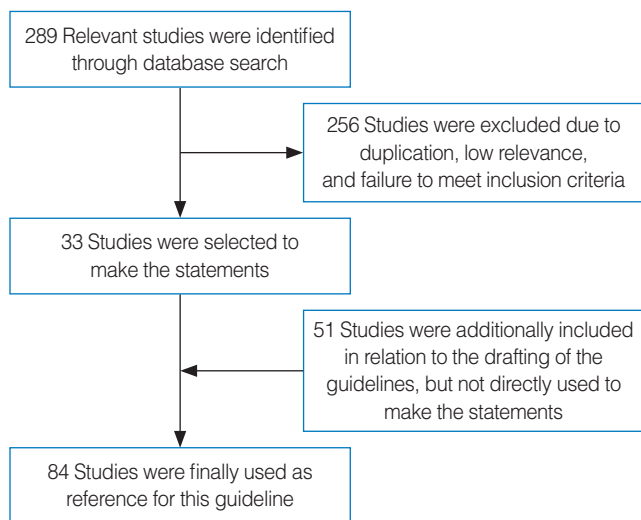 289 Relevant studies were identified
through database search
256 Studies were excluded due to
duplication, low relevance,
and failure to meet inclusion criteria
33 Studies were selected to
make the statements
51 Studies were additionally included
in relation to the drafting of the
guidelines, but not directly used to
make the statements
84 Studies were finally used as
reference for this guideline